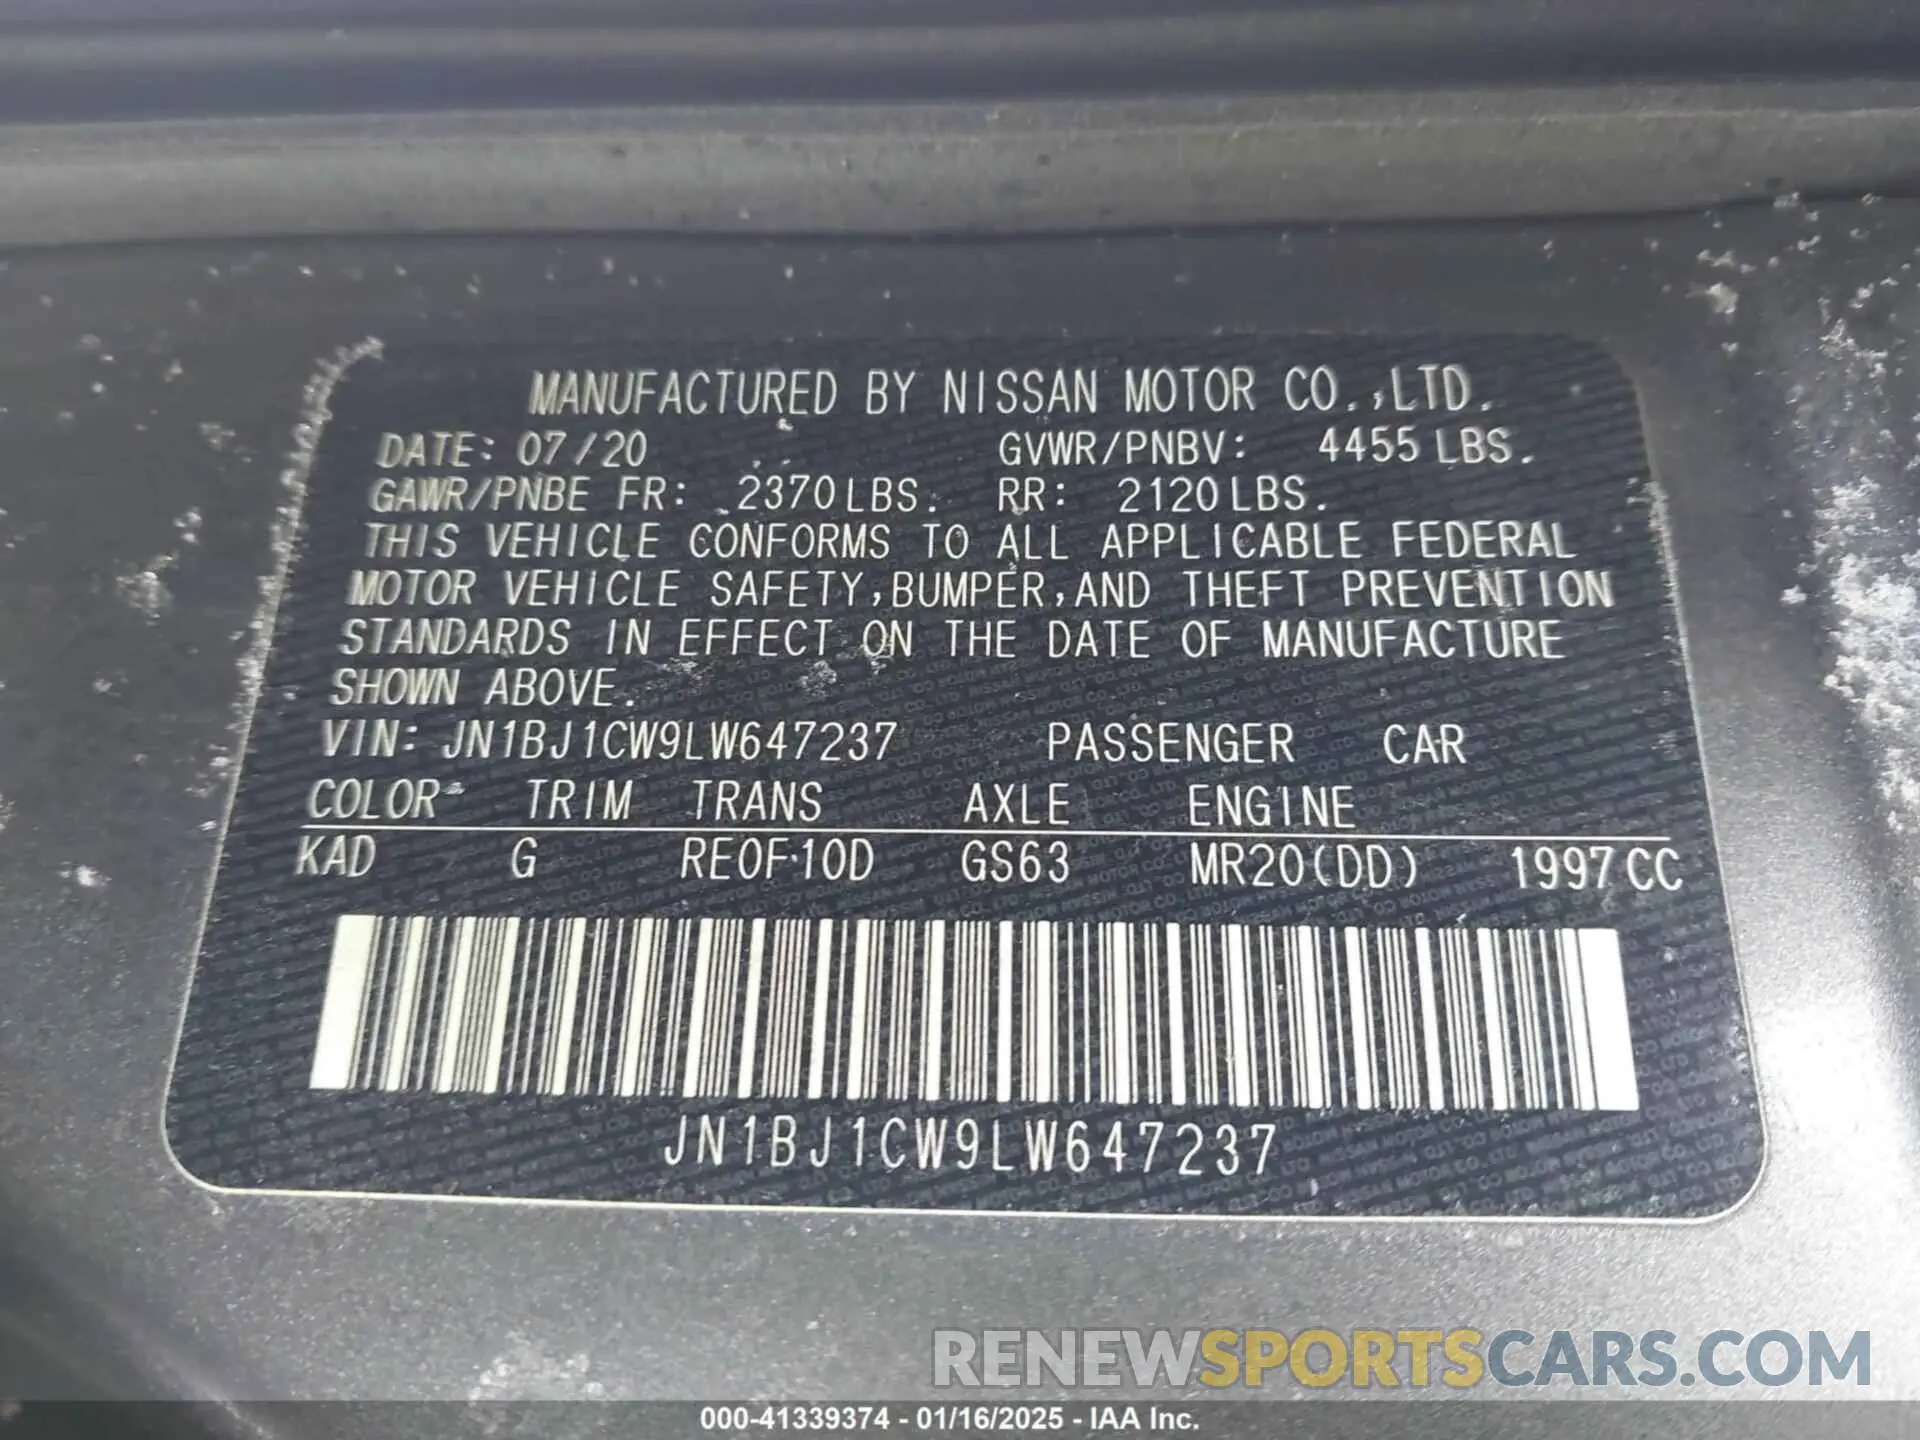 MANUFACTURED BY NISSAN MOTOR CO.,LTD.
DATE: 07/20 GVWR/PNBV: 4455 LBS.
GAWR/PNBE FR: 2370 LBS. RR: 2120 LBS.
THIS VEHICLE CONFORMS TO ALL APPLICABLE FEDERAL
MOTOR VEHICLE SAFETY,BUMPER,AND THEFT PREVENTION
STANDARDS IN EFFECT ON THE DATE OF MANUFACTURE
SHOWN ABOVE.
VIN: JN1BJ1CW9LW647237 PASSENGER CAR
COLOR TRIM TRANS AXLE ENGINE
KAD G RE0F10D GS63 MR20(DD) 1997 CC
JN1BJ1CW9LW647237
RENEWSPORTSCARS.COM
000-41339374 - 01/16/2025 - IAA Inc.